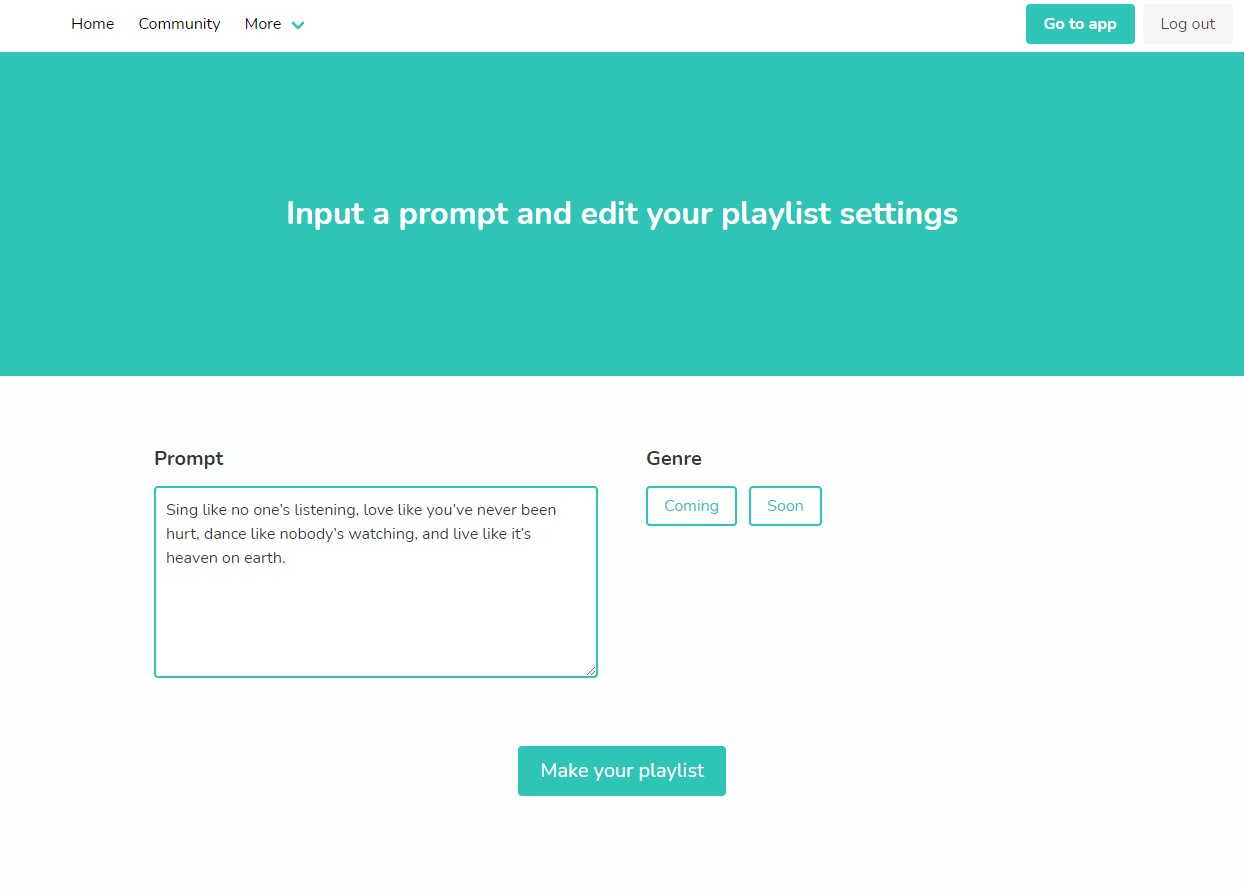 Home Community More Go to app Log out
Input a prompt and edit your playlist settings
Prompt
Sing like no one’s listening, love like you’ve never been
hurt, dance like nobody’s watching, and live like it’s
heaven on earth.
Genre
Coming Soon
Make your playlist